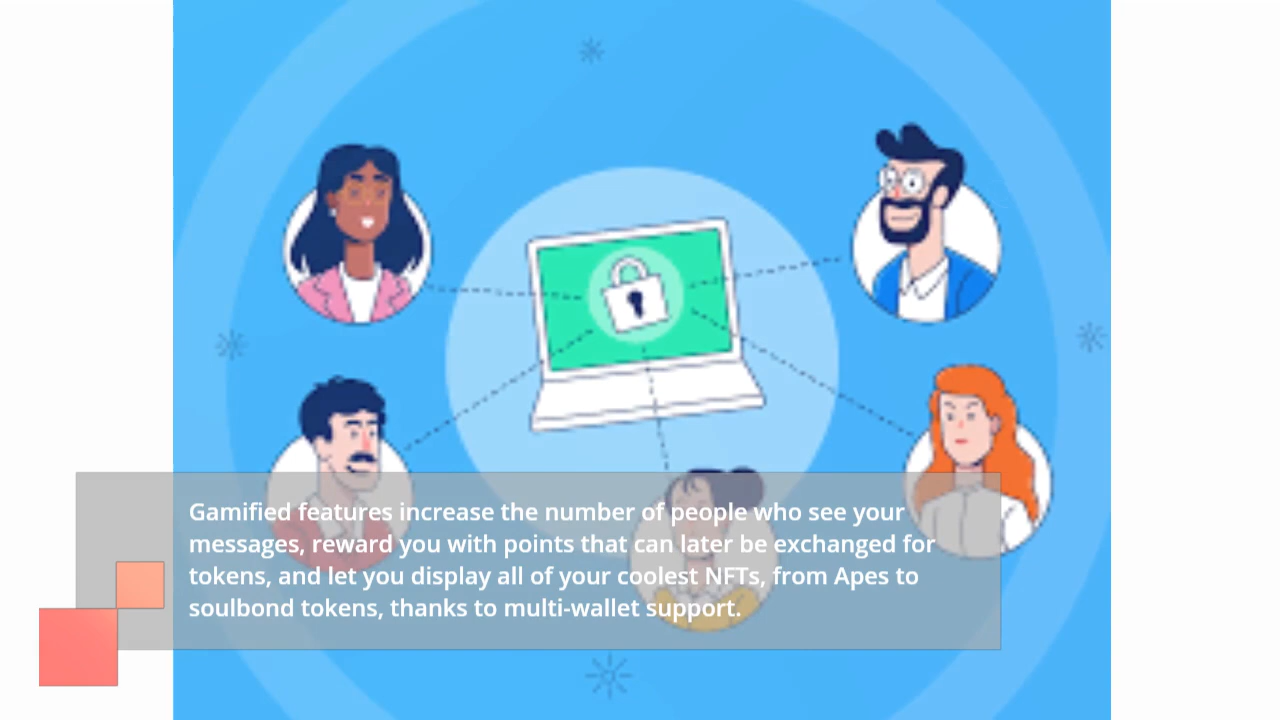 Gamified features increase the number of people who see your
messages, reward you with points that can later be exchanged for
tokens, and let you display all of your coolest NFTs, from Apes to
soulbond tokens, thanks to multi-wallet support.